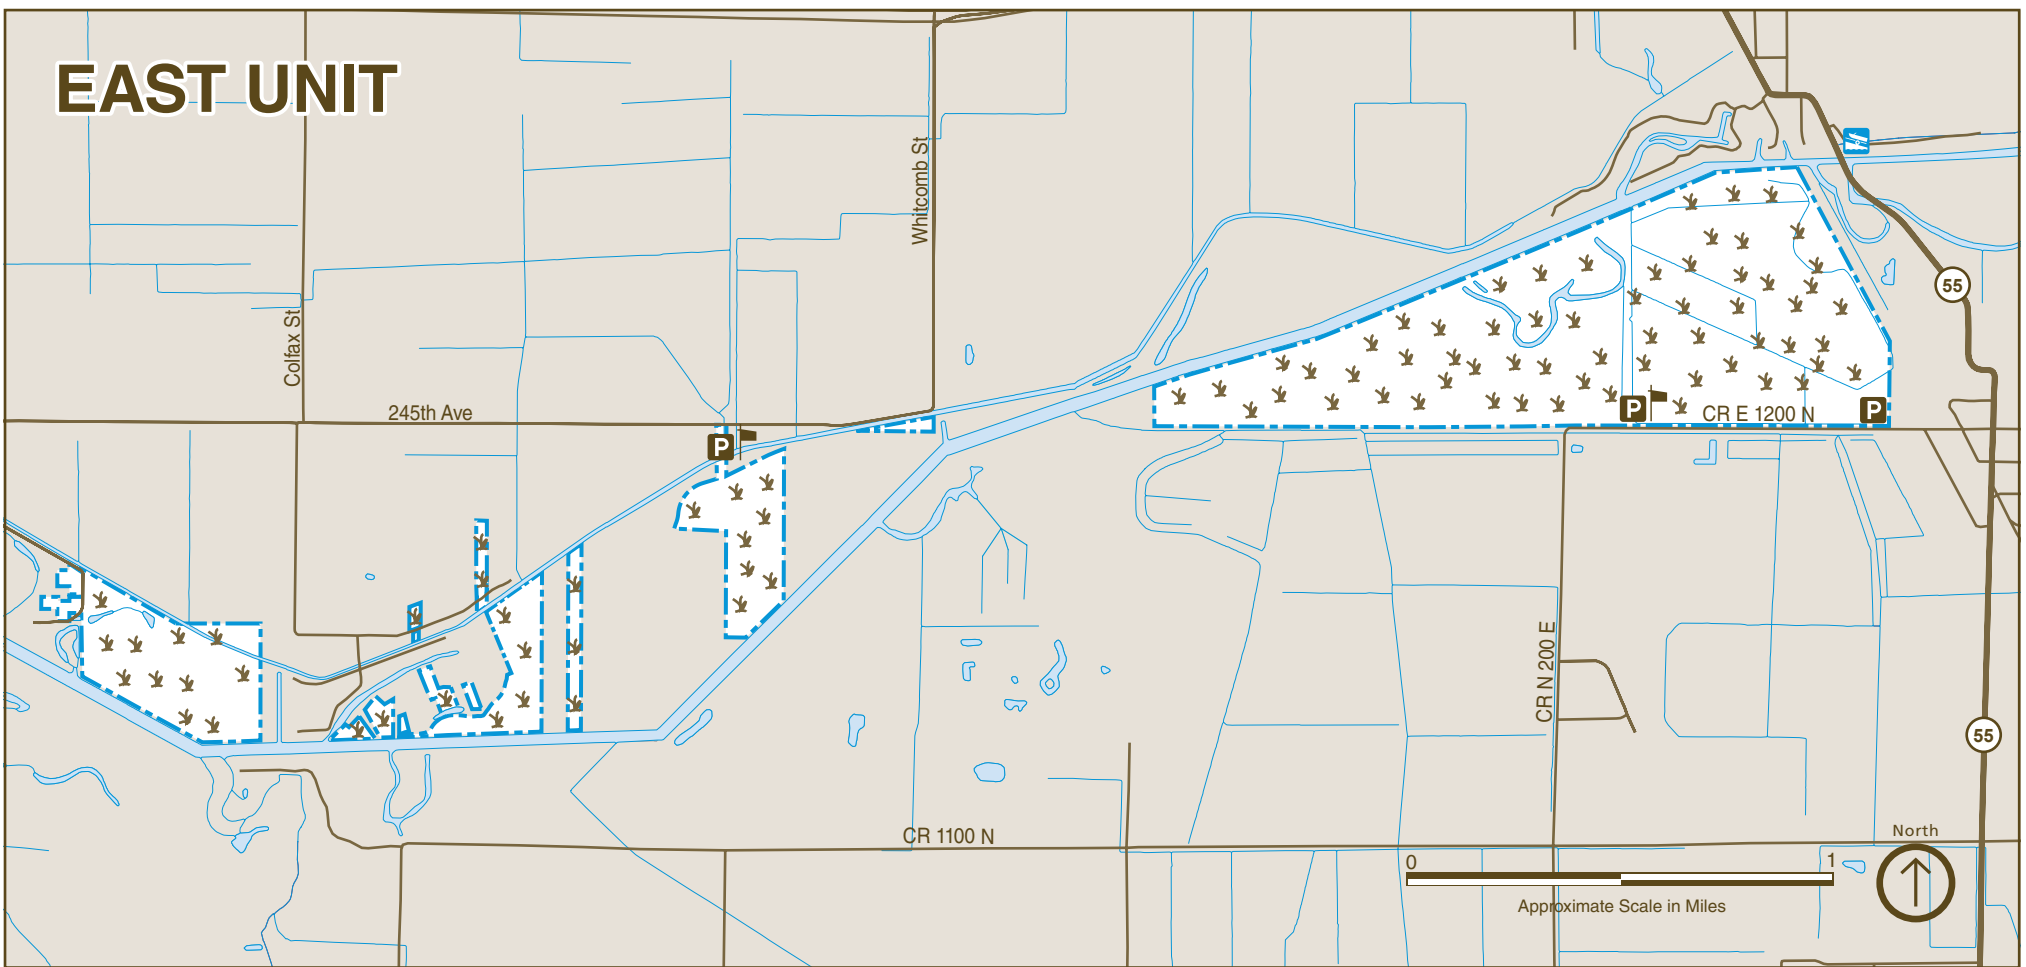 EAST UNIT
Whitcomb St
Colfax St
55
245th Ave
P
P
CR E 1200 N
P
CR N 200 E
55
CR 1100 N
North
0 1
Approximate Scale in Miles